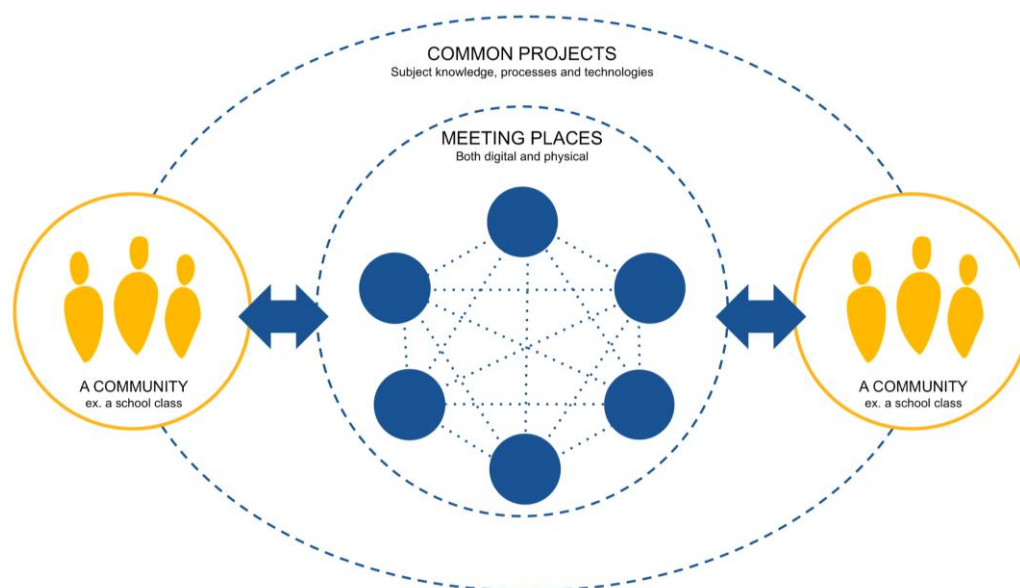 COMMON PROJECTS
Subject knowledge, processes and technologies
MEETING PLACES
Both digital and physical
A COMMUNITY
ex. a school class
A COMMUNITY
ex. a school class